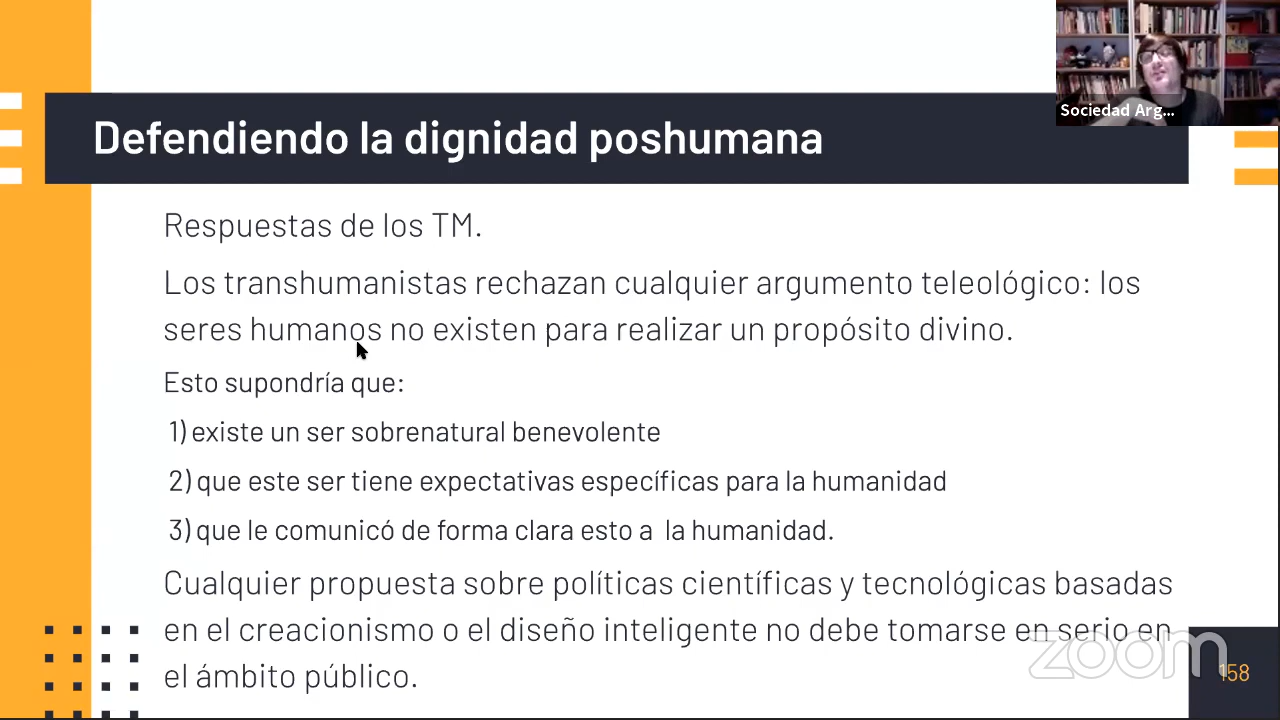 Sociedad Arg...
Defendiendo la dignidad poshumana
Respuestas de los TM.
Los transhumanistas rechazan cualquier argumento teleológico: los
seres humanos no existen para realizar un propósito divino.
Esto supondría que:
1) existe un ser sobrenatural benevolente
2) que este ser tiene expectativas específicas para la humanidad
3) que le comunicó de forma clara esto a la humanidad.
Cualquier propuesta sobre políticas científicas y tecnológicas basadas
en el creacionismo o el diseño inteligente no debe tomarse en serio en
el ámbito público.
zoom
158